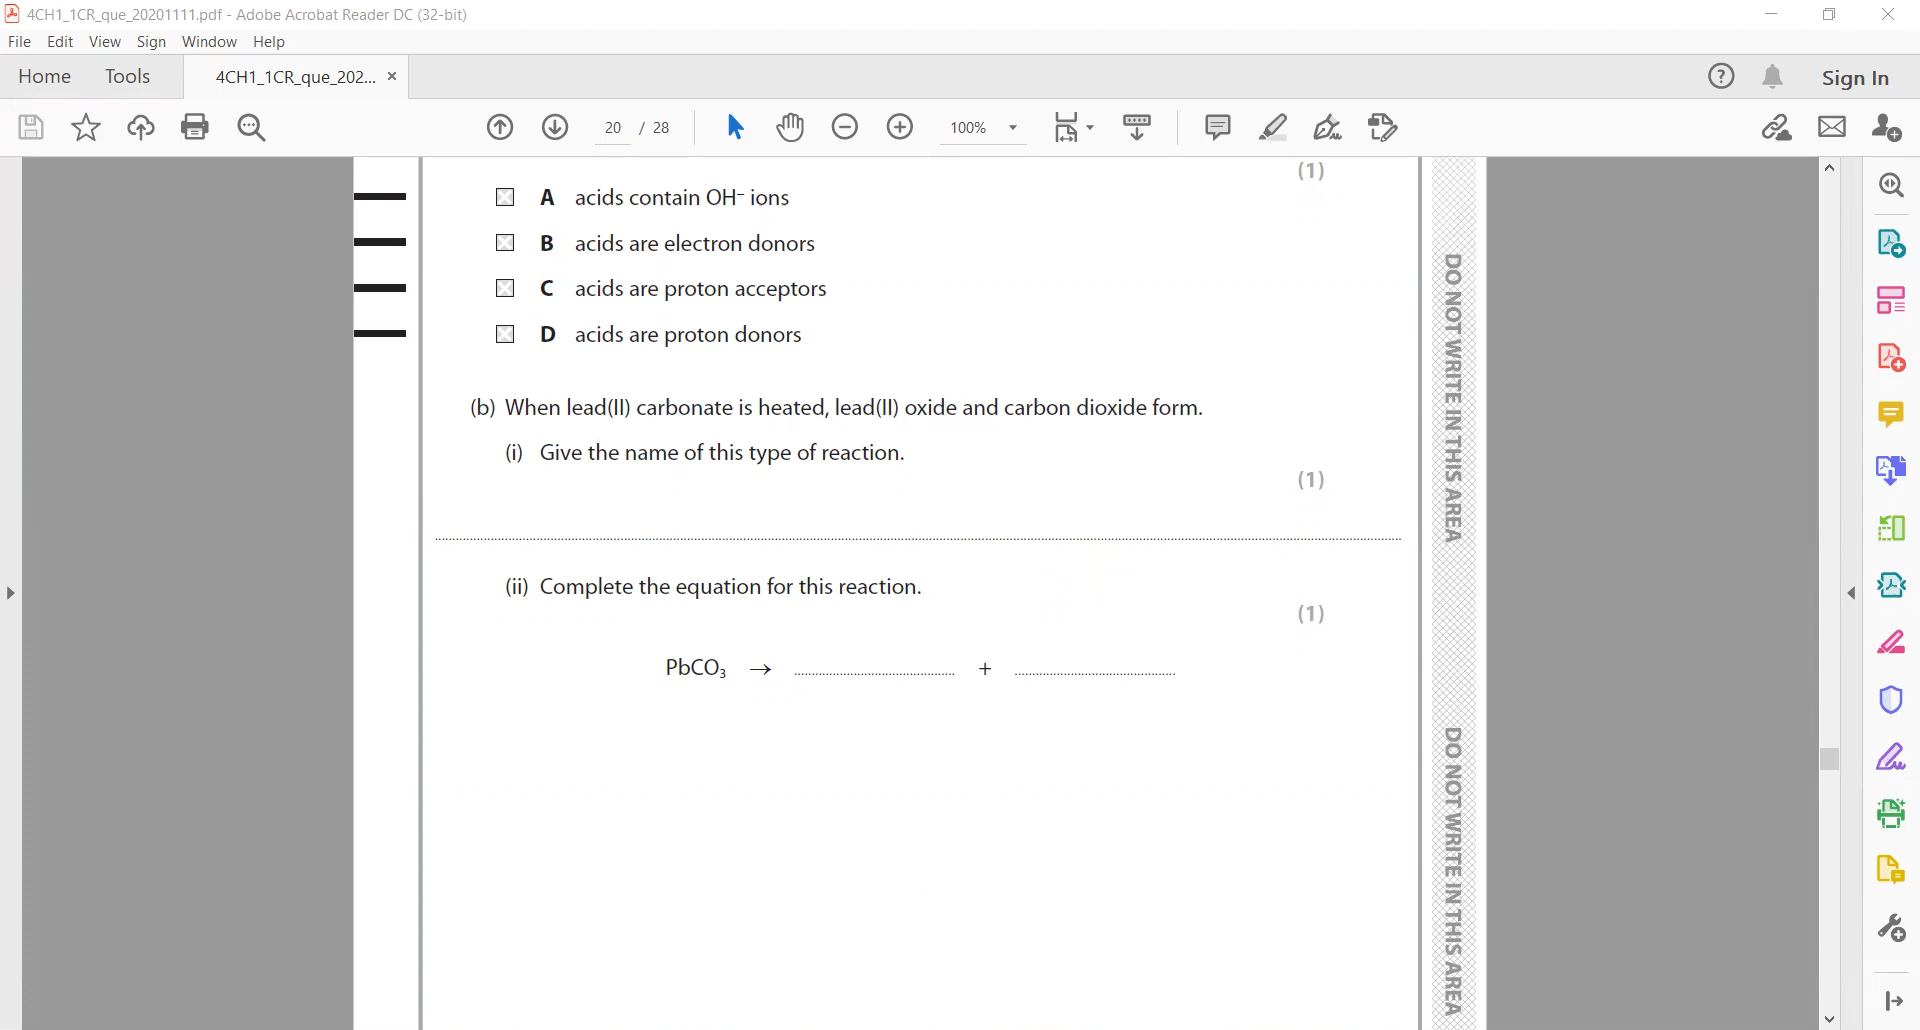 4CH1_1CR_que_20201111.pdf - Adobe Acrobat Reader DC (32-bit)
File Edit View Sign Window Help
Home Tools 4CH1_1CR_que_202... × Sign In
20 / 28 100%
(1)
A acids contain OH⁻ ions
B acids are electron donors
C acids are proton acceptors
D acids are proton donors
(b) When lead(II) carbonate is heated, lead(II) oxide and carbon dioxide form.
(i) Give the name of this type of reaction.
(1)
(ii) Complete the equation for this reaction.
(1)
PbCO₃ → .......... + ..........
DO NOT WRITE IN THIS AREA
DO NOT WRITE IN THIS AREA